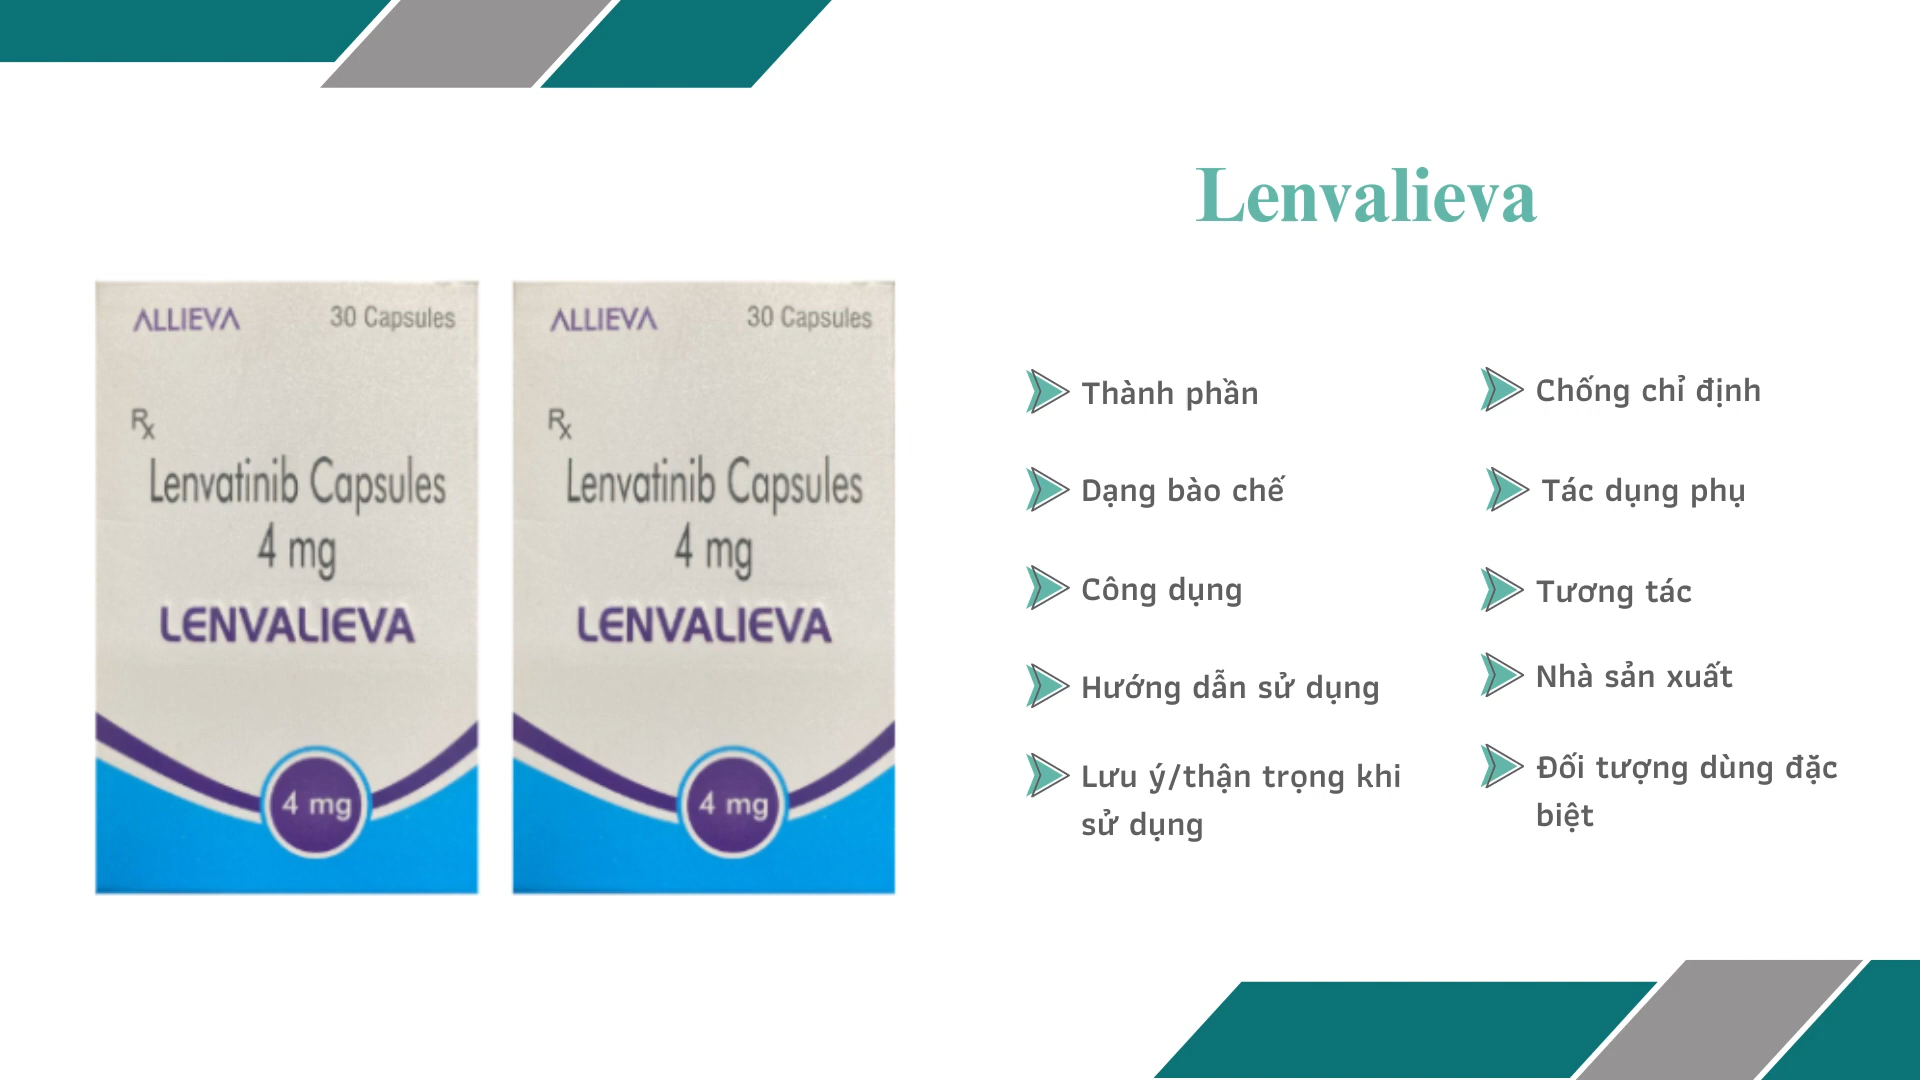 Lenvalieva
ALLIEVA
30 Capsules
Rx
Lenvatinib Capsules
4 mg
LENVALIEVA
4 mg
ALLIEVA
30 Capsules
Rx
Lenvatinib Capsules
4 mg
LENVALIEVA
4 mg
Thành phần
Dạng bào chế
Công dụng
Hướng dẫn sử dụng
Lưu ý/thận trọng khi
sử dụng
Chống chỉ định
Tác dụng phụ
Tương tác
Nhà sản xuất
Đối tượng dùng đặc
biệt